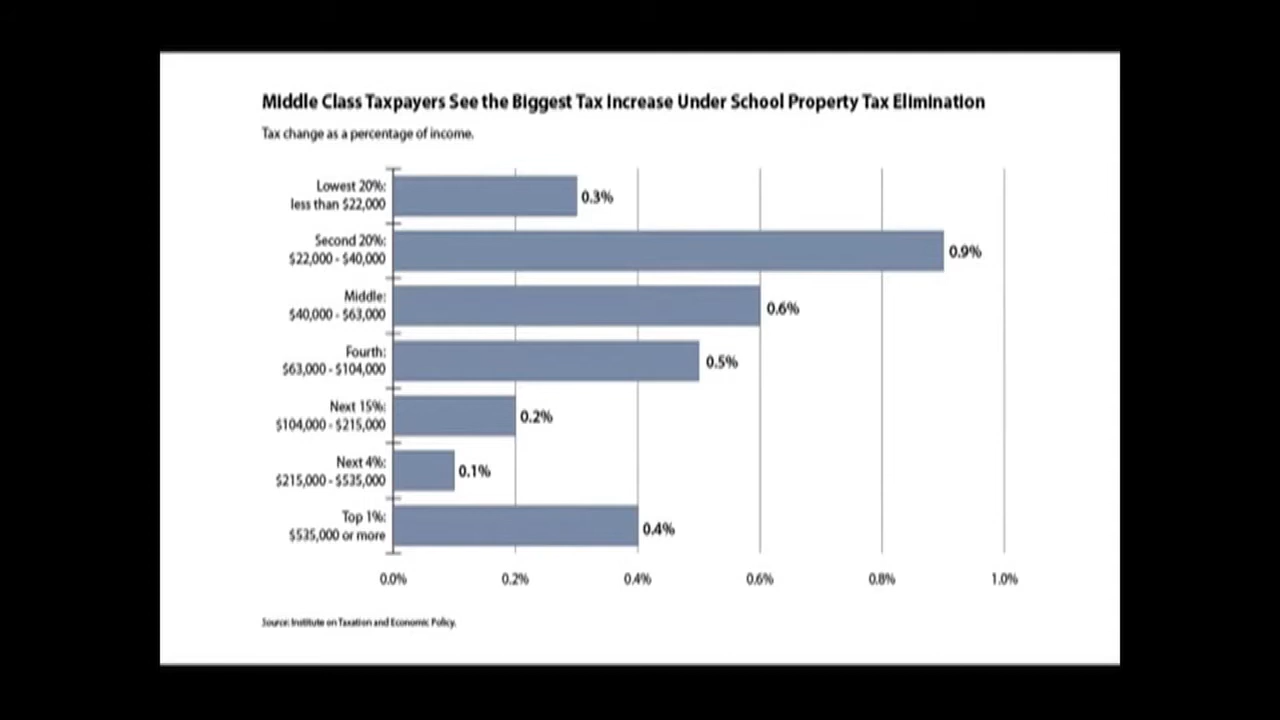 Middle Class Taxpayers See the Biggest Tax Increase Under School Property Tax Elimination
Tax change as a percentage of income.
Lowest 20%:
less than $22,000
0.3%
Second 20%:
$22,000 - $40,000
0.9%
Middle:
$40,000 - $63,000
0.6%
Fourth:
$63,000 - $104,000
0.5%
Next 15%:
$104,000 - $215,000
0.2%
Next 4%:
$215,000 - $535,000
0.1%
Top 1%:
$535,000 or more
0.4%
0.0% 0.2% 0.4% 0.6% 0.8% 1.0%
Source: Institute on Taxation and Economic Policy.